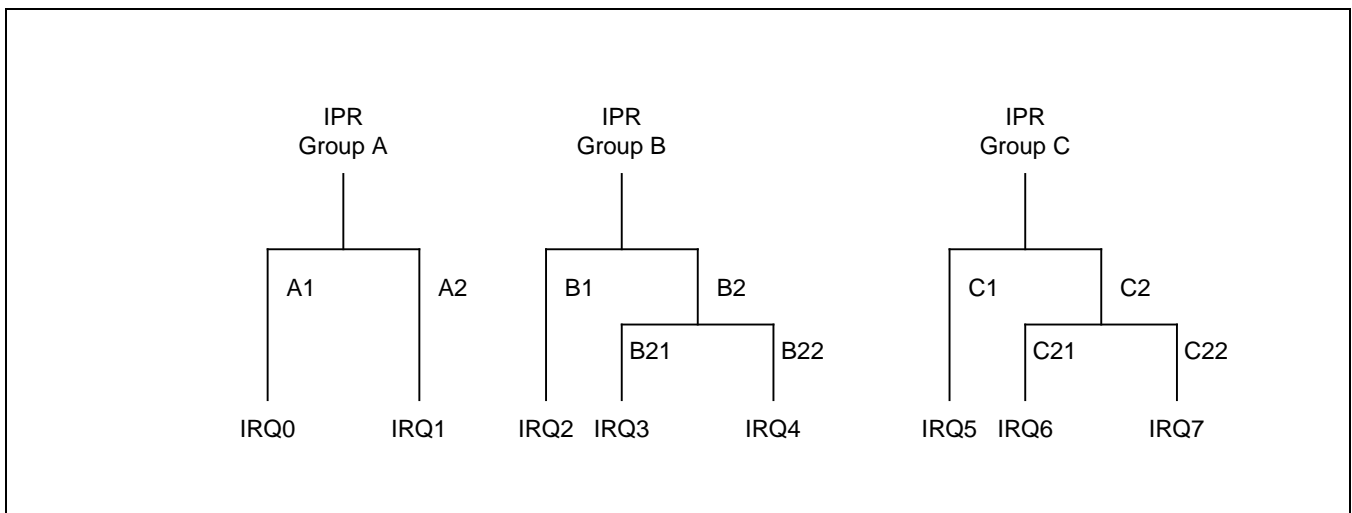 IPR
Group A
IPR
Group B
IPR
Group C
A1
A2
B1
B2
C1
C2
B21
B22
C21
C22
IRQ0
IRQ1
IRQ2
IRQ3
IRQ4
IRQ5
IRQ6
IRQ7